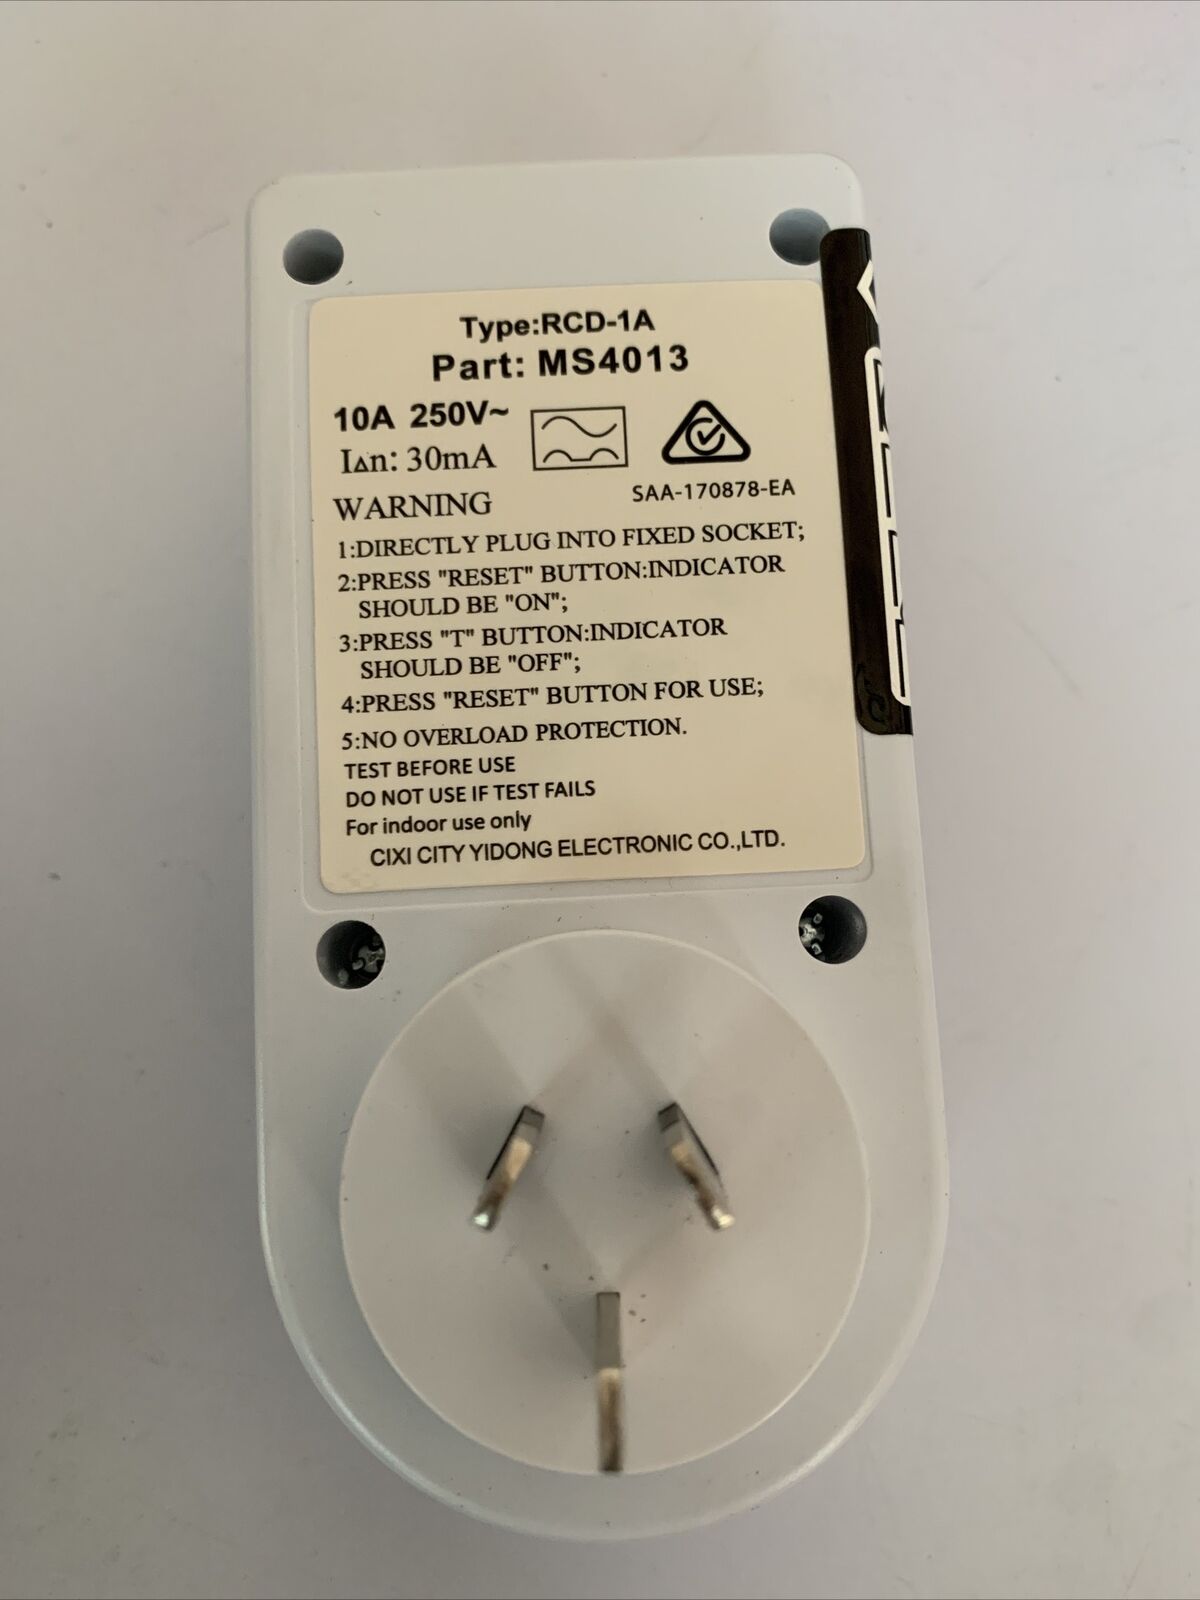 Type:RCD-1A
Part: MS4013
10A 250V~
I∆n: 30mA
SAA-170878-EA
WARNING
1:DIRECTLY PLUG INTO FIXED SOCKET;
2:PRESS "RESET" BUTTON:INDICATOR
SHOULD BE "ON";
3:PRESS "T" BUTTON:INDICATOR
SHOULD BE "OFF";
4:PRESS "RESET" BUTTON FOR USE;
5:NO OVERLOAD PROTECTION.
TEST BEFORE USE
DO NOT USE IF TEST FAILS
For indoor use only
CIXI CITY YIDONG ELECTRONIC CO.,LTD.